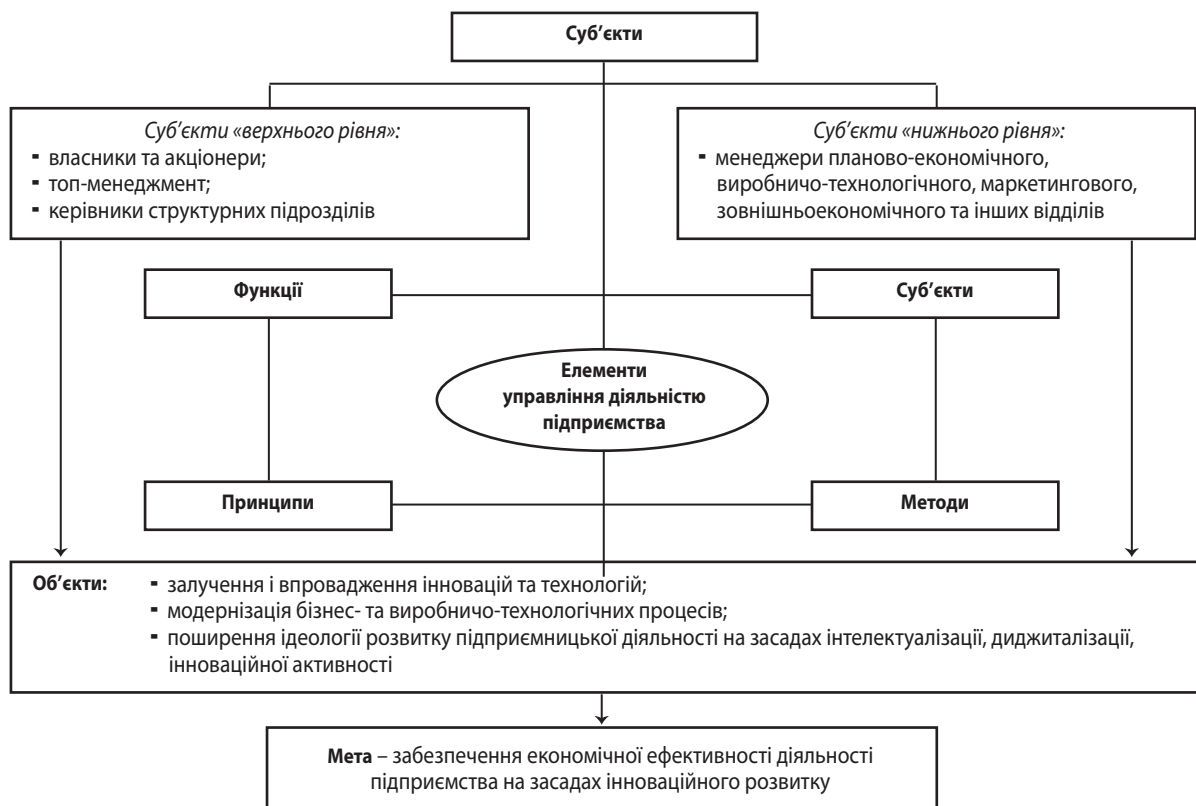 Суб’єкти
Суб’єкти «верхнього рівня»:
▪ власники та акціонери;
▪ топ-менеджмент;
▪ керівники структурних підрозділів
Суб’єкти «нижнього рівня»:
▪ менеджери планово-економічного,
виробничо-технологічного, маркетингового,
зовнішньоекономічного та інших відділів
Функції
Суб’єкти
Елементи
управління діяльністю
підприємства
Принципи
Методи
Об’єкти: ▪ залучення і впровадження інновацій та технологій;
▪ модернізація бізнес- та виробничо-технологічних процесів;
▪ поширення ідеології розвитку підприємницької діяльності на засадах інтелектуалізації, диджиталізації,
інноваційної активності
Мета – забезпечення економічної ефективності діяльності
підприємства на засадах інноваційного розвитку